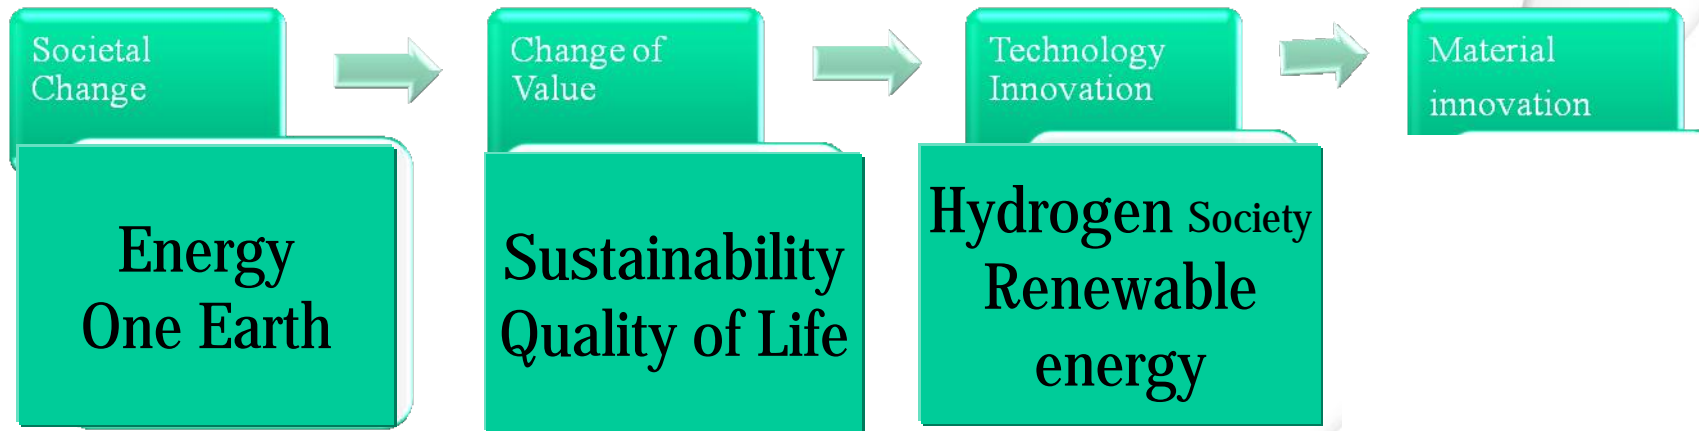 Societal
Change
Change of
Value
Technology
Innovation
Material
innovation
Energy
One Earth
Sustainability
Quality of Life
Hydrogen Society
Renewable
energy